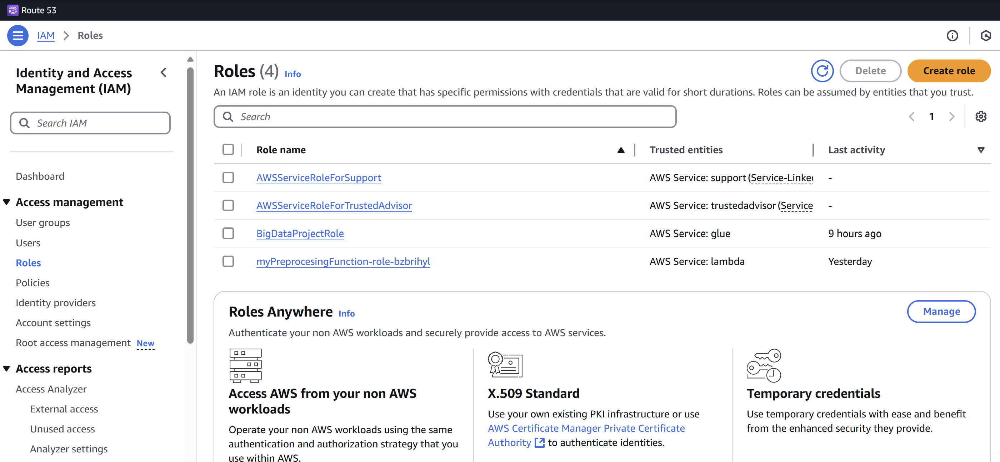 Route 53
IAM > Roles
Identity and Access
Management (IAM)
Search IAM
Dashboard
Access management
User groups
Users
Roles
Policies
Identity providers
Account settings
Root access management New
Access reports
Access Analyzer
External access
Unused access
Analyzer settings
Roles (4) Info
Delete
Create role
An IAM role is an identity you can create that has specific permissions with credentials that are valid for short durations. Roles can be assumed by entities that you trust.
Search
1
Role name Trusted entities Last activity
AWSServiceRoleForSupport AWS Service: support (Service-Linked -
AWSServiceRoleForTrustedAdvisor AWS Service: trustedadvisor (Service -
BigDataProjectRole AWS Service: glue 9 hours ago
myPreprocesingFunction-role-bzbrihyl AWS Service: lambda Yesterday
Roles Anywhere Info
Manage
Authenticate your non AWS workloads and securely provide access to AWS services.
Access AWS from your non AWS
workloads
Operate your non AWS workloads using the same
authentication and authorization strategy that you
use within AWS.
X.509 Standard
Use your own existing PKI infrastructure or use
AWS Certificate Manager Private Certificate
Authority to authenticate identities.
Temporary credentials
Use temporary credentials with ease and benefit
from the enhanced security they provide.